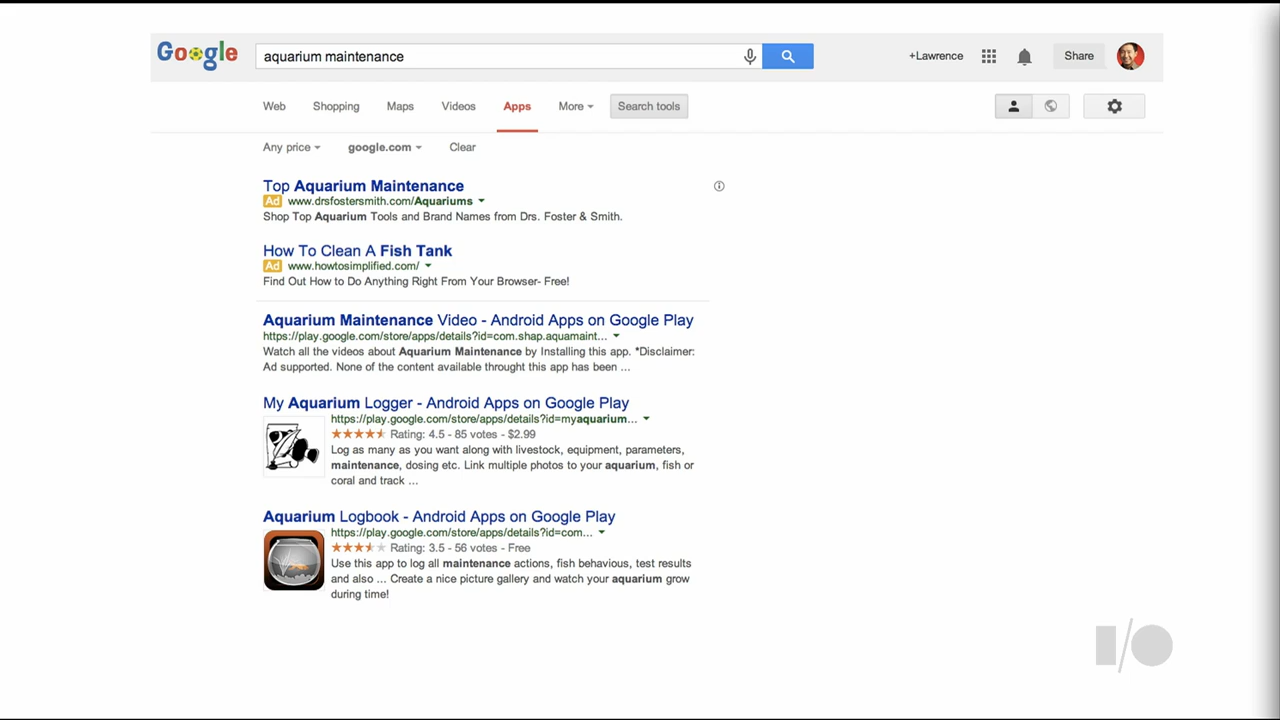 Google aquarium maintenance +Lawrence Share
Web Shopping Maps Videos Apps More Search tools
Any price google.com Clear
Top Aquarium Maintenance
Ad www.drsfostersmith.com/Aquariums
Shop Top Aquarium Tools and Brand Names from Drs. Foster & Smith.
How To Clean A Fish Tank
Ad www.howtosimplified.com/
Find Out How to Do Anything Right From Your Browser- Free!
Aquarium Maintenance Video - Android Apps on Google Play
https://play.google.com/store/apps/details?id=com.shap.aquamaint...
Watch all the videos about Aquarium Maintenance by Installing this app. *Disclaimer:
Ad supported. None of the content available throught this app has been ...
My Aquarium Logger - Android Apps on Google Play
https://play.google.com/store/apps/details?id=myaquarium...
Rating: 4.5 - 85 votes - $2.99
Log as many as you want along with livestock, equipment, parameters,
maintenance, dosing etc. Link multiple photos to your aquarium, fish or
coral and track ...
Aquarium Logbook - Android Apps on Google Play
https://play.google.com/store/apps/details?id=com...
Rating: 3.5 - 56 votes - Free
Use this app to log all maintenance actions, fish behavious, test results
and also ... Create a nice picture gallery and watch your aquarium grow
during time!
I/O